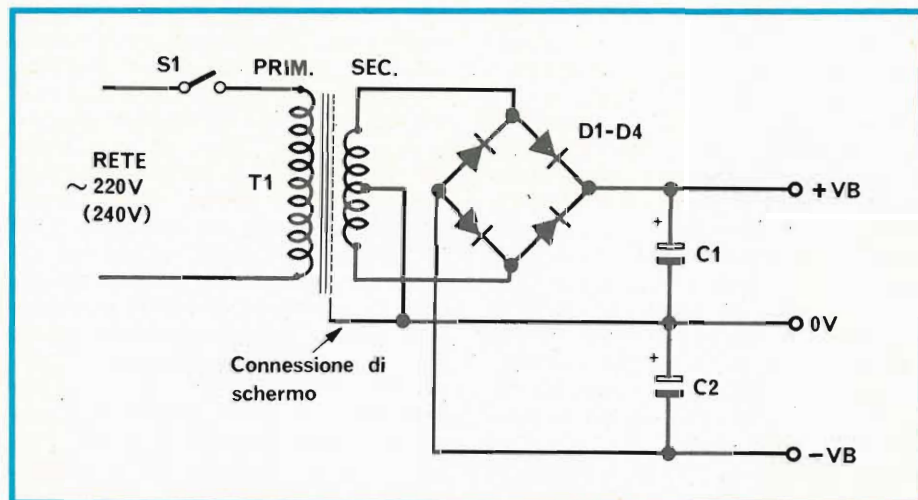 S1
PRIM.
SEC.
D1-D4
RETE
~ 220V
(240V)
T1
+VB
+
C1
0V
Connessione di
schermo
+
C2
-VB